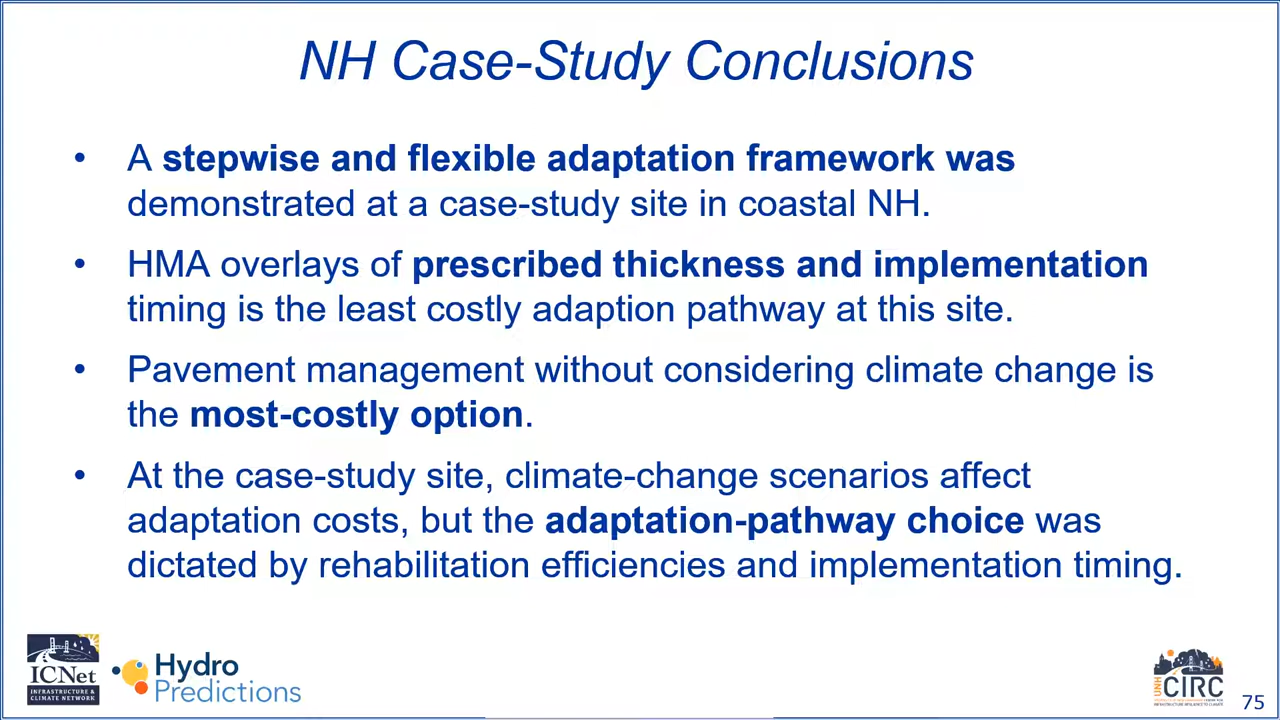 NH Case-Study Conclusions
• A stepwise and flexible adaptation framework was
demonstrated at a case-study site in coastal NH.
• HMA overlays of prescribed thickness and implementation
timing is the least costly adaption pathway at this site.
• Pavement management without considering climate change is
the most-costly option.
• At the case-study site, climate-change scenarios affect
adaptation costs, but the adaptation-pathway choice was
dictated by rehabilitation efficiencies and implementation timing.
ICNet
INFRASTRUCTURE &
CLIMATE NETWORK
Hydro
Predictions
UNH
CIRC
INFRASTRUCTURE RESILIENCE TO CLIMATE
75